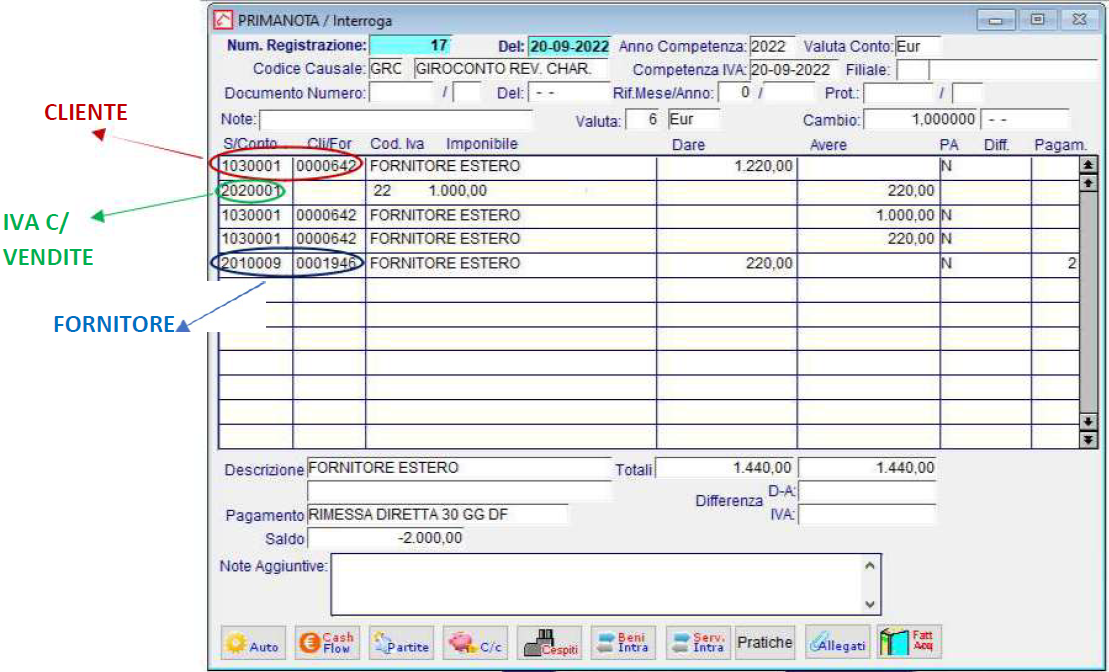 PRIMANOTA / Interroga
Num. Registrazione: 17 Del: 20-09-2022 Anno Competenza: 2022 Valuta Conto: Eur
Codice Causale: GRC GIROCONTO REV. CHAR. Competenza IVA: 20-09-2022 Filiale:
Documento Numero: / Del: - - Rif.Mese/Anno: 0 / Prot.: /
CLIENTE
Note: Valuta: 6 Eur Cambio: 1,000000 - -
S/Conto Cli/For Cod. Iva Imponibile Dare Avere PA Diff. Pagam.
1030001 0000642 FORNITORE ESTERO 1.220,00 N
2020001 22 1.000,00 220,00
IVA C/
VENDITE
1030001 0000642 FORNITORE ESTERO 1.000,00 N
1030001 0000642 FORNITORE ESTERO 220,00 N
2010009 0001946 FORNITORE ESTERO 220,00 N 2
FORNITORE
Descrizione FORNITORE ESTERO Totali 1.440,00 1.440,00
Differenza D-A:
IVA:
Pagamento RIMESSA DIRETTA 30 GG DF
Saldo -2.000,00
Note Aggiuntive:
Auto Cash Flow Partite C/c Cespiti Beni Intra Serv. Intra Pratiche Allegati Fatt Acq